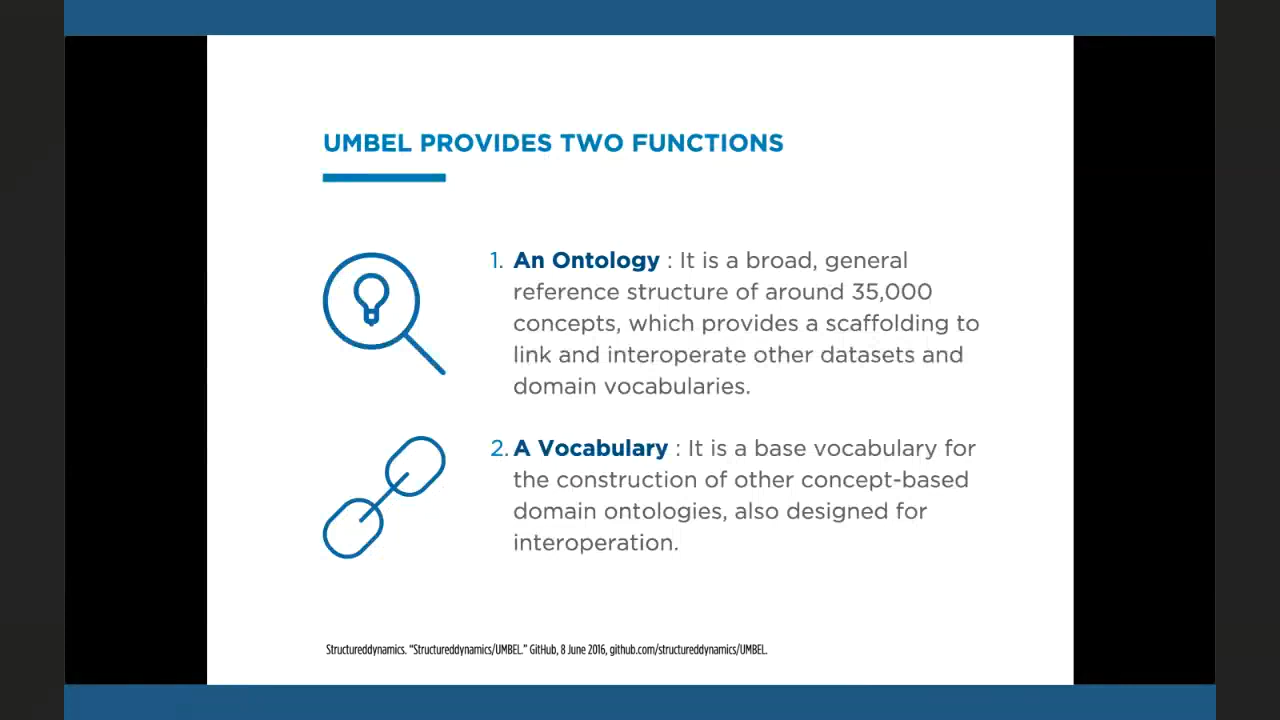 UMBEL PROVIDES TWO FUNCTIONS
1. An Ontology : It is a broad, general
reference structure of around 35,000
concepts, which provides a scaffolding to
link and interoperate other datasets and
domain vocabularies.
2. A Vocabulary : It is a base vocabulary for
the construction of other concept-based
domain ontologies, also designed for
interoperation.
Structureddynamics. “Structureddynamics/UMBEL.” GitHub, 8 June 2016, github.com/structureddynamics/UMBEL.